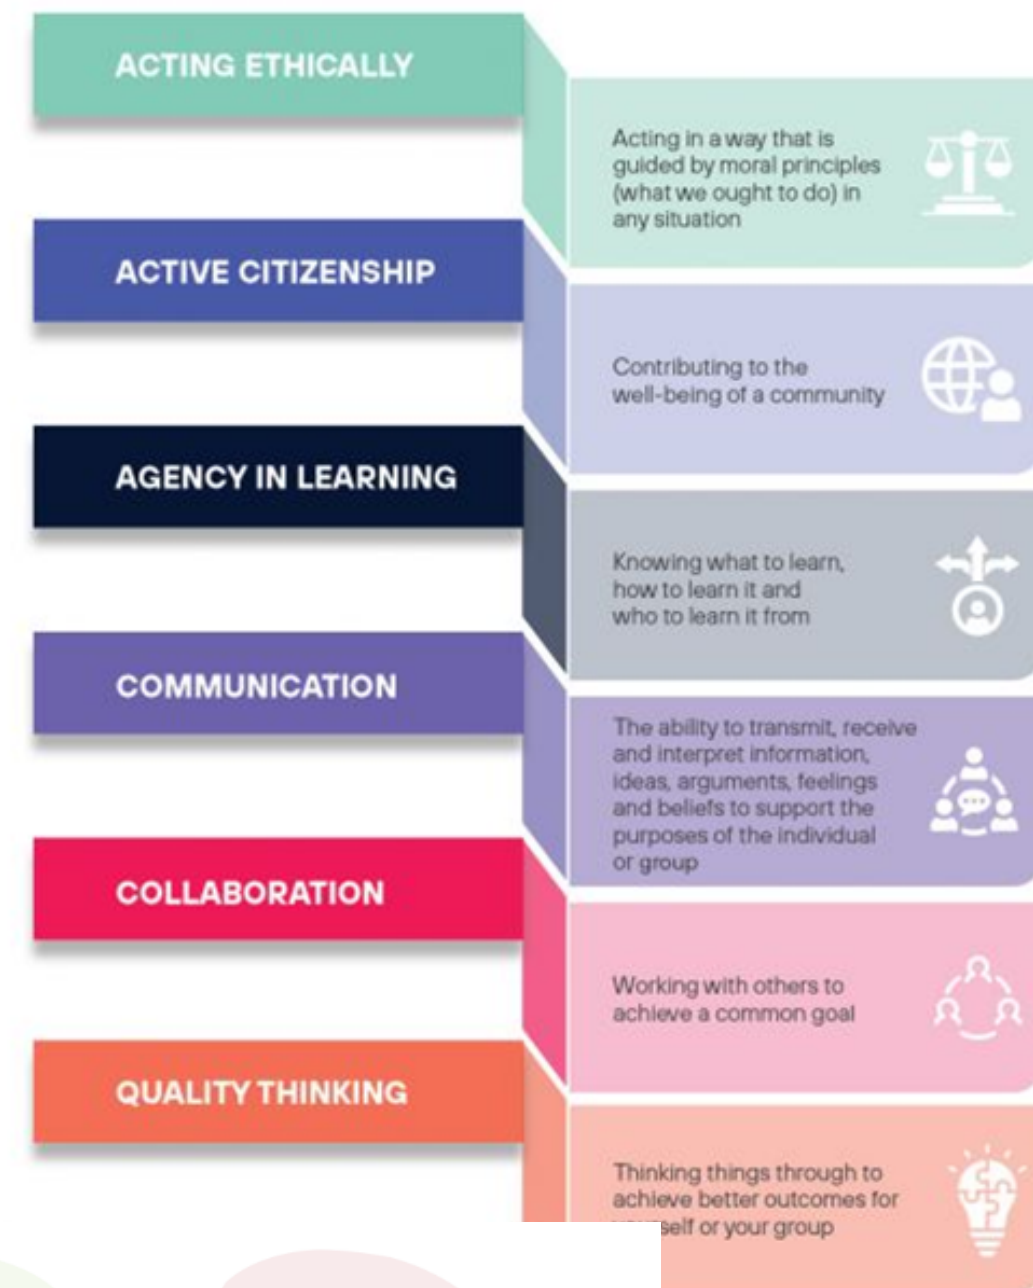 ACTING ETHICALLY
Acting in a way that is
guided by moral principles
(what we ought to do) in
any situation
ACTIVE CITIZENSHIP
Contributing to the
well-being of a community
AGENCY IN LEARNING
Knowing what to learn,
how to learn it and
who to learn it from
COMMUNICATION
The ability to transmit, receive
and interpret information,
ideas, arguments, feelings
and beliefs to support the
purposes of the individual
or group
COLLABORATION
Working with others to
achieve a common goal
QUALITY THINKING
Thinking things through to
achieve better outcomes for
self or your group